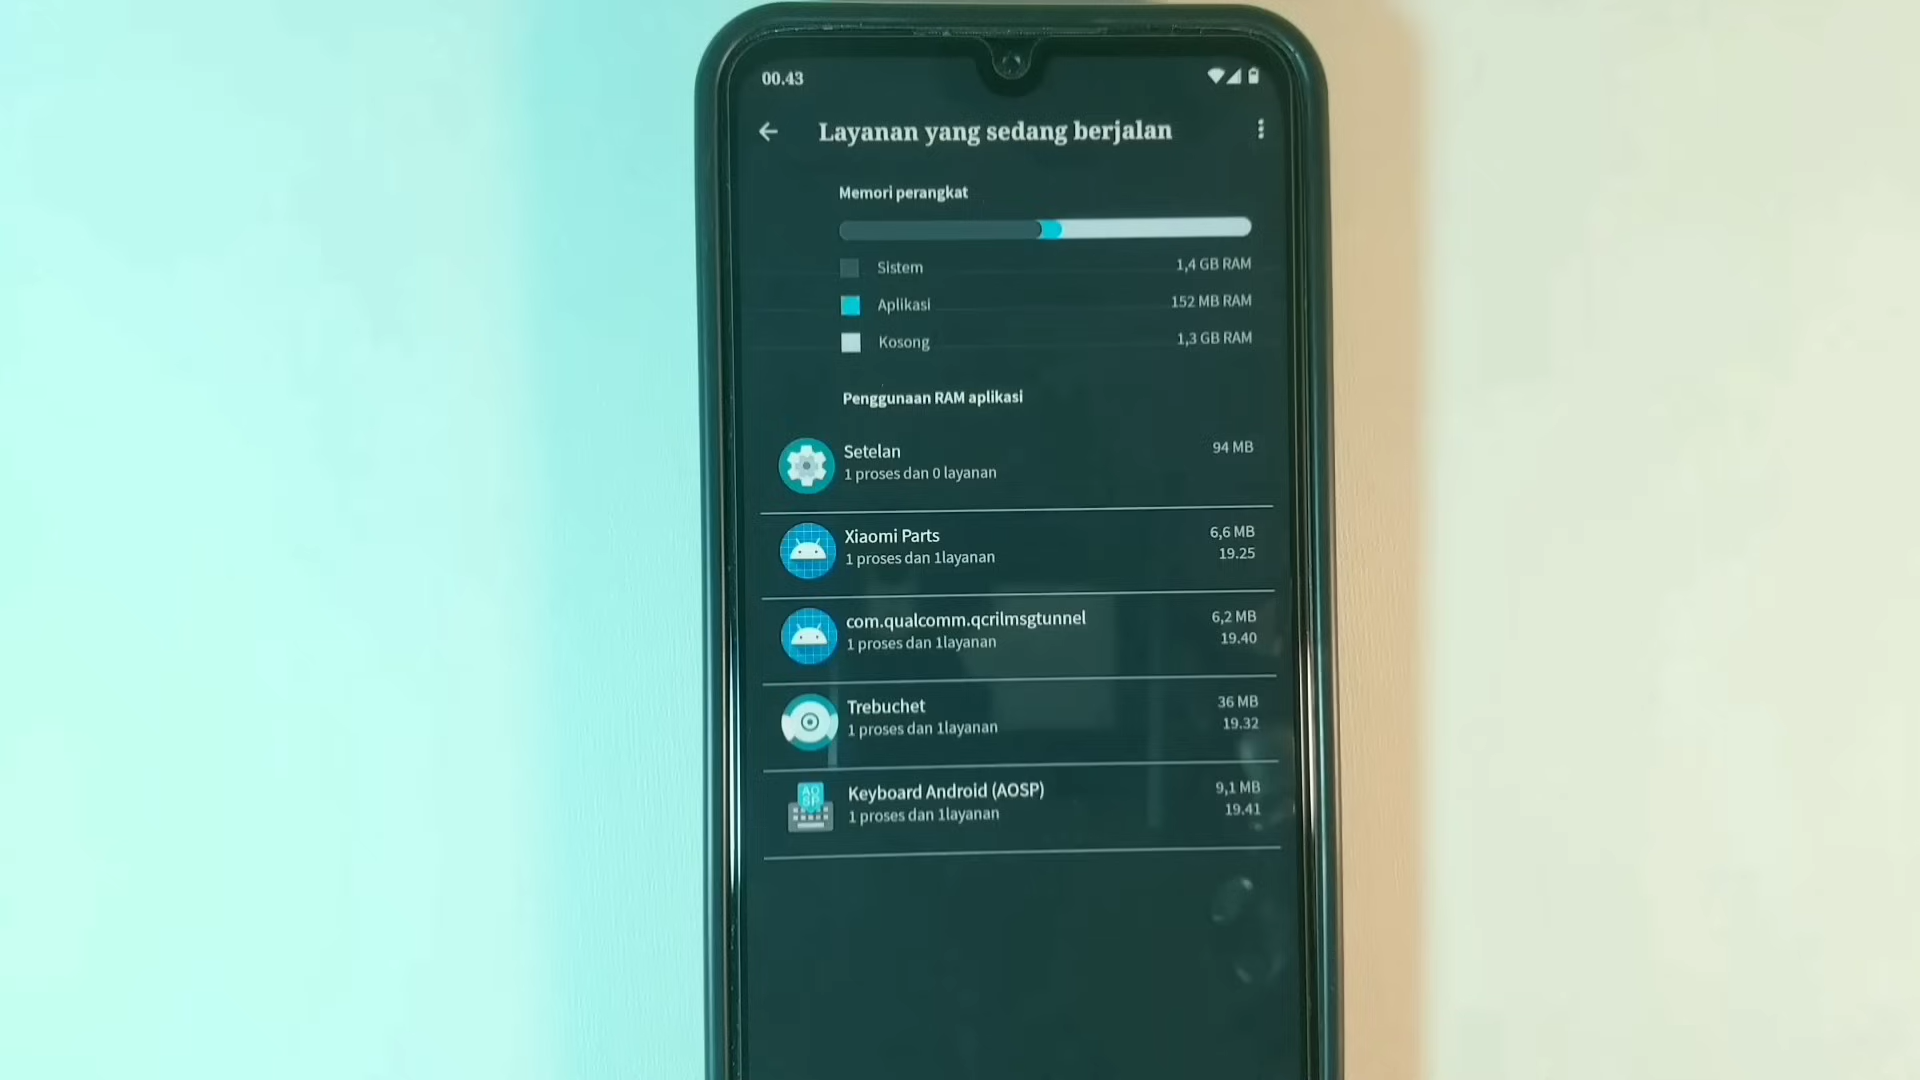 00.43
Layanan yang sedang berjalan
Memori perangkat
Sistem 1,4 GB RAM
Aplikasi 152 MB RAM
Kosong 1,3 GB RAM
Penggunaan RAM aplikasi
Setelan 94 MB
1 proses dan 0 layanan
Xiaomi Parts 6,6 MB
1 proses dan 1layanan 19.25
com.qualcomm.qcrilmsgtunnel 6,2 MB
1 proses dan 1layanan 19.40
Trebuchet 36 MB
1 proses dan 1layanan 19.32
AO
SP
Keyboard Android (AOSP) 9,1 MB
1 proses dan 1layanan 19.41